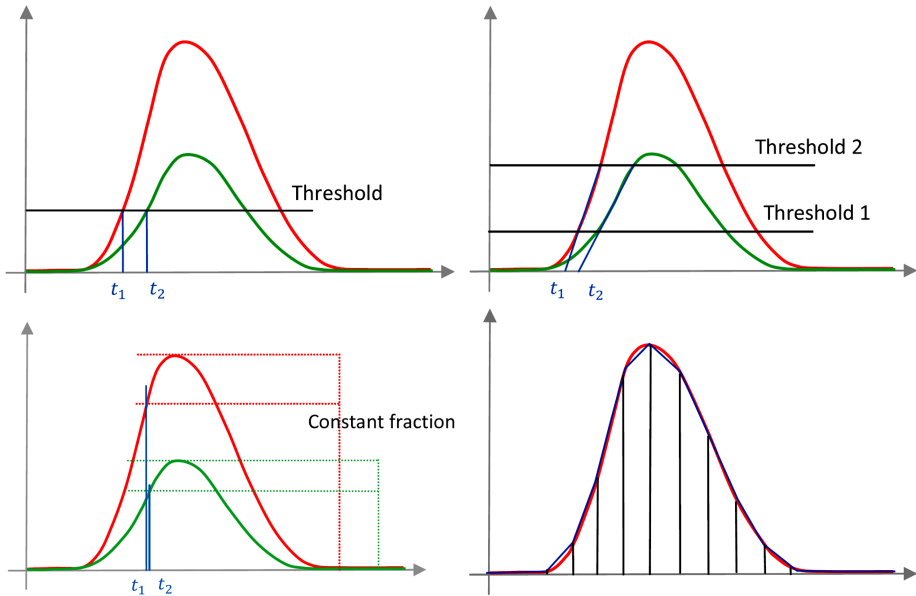 Threshold
t₁ t₂
Threshold 2
Threshold 1
t₁ t₂
Constant fraction
t₁ t₂